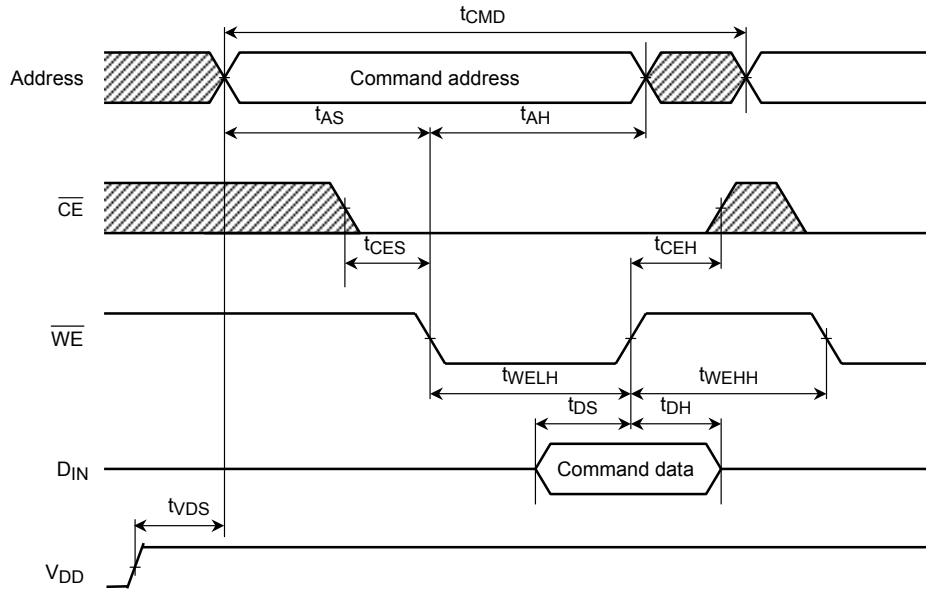 tCMD
Address
Command address
tAS
tAH
CE
tCES
tCEH
WE
tWELH
tWEHH
tDS
tDH
DIN
Command data
tVDS
VDD